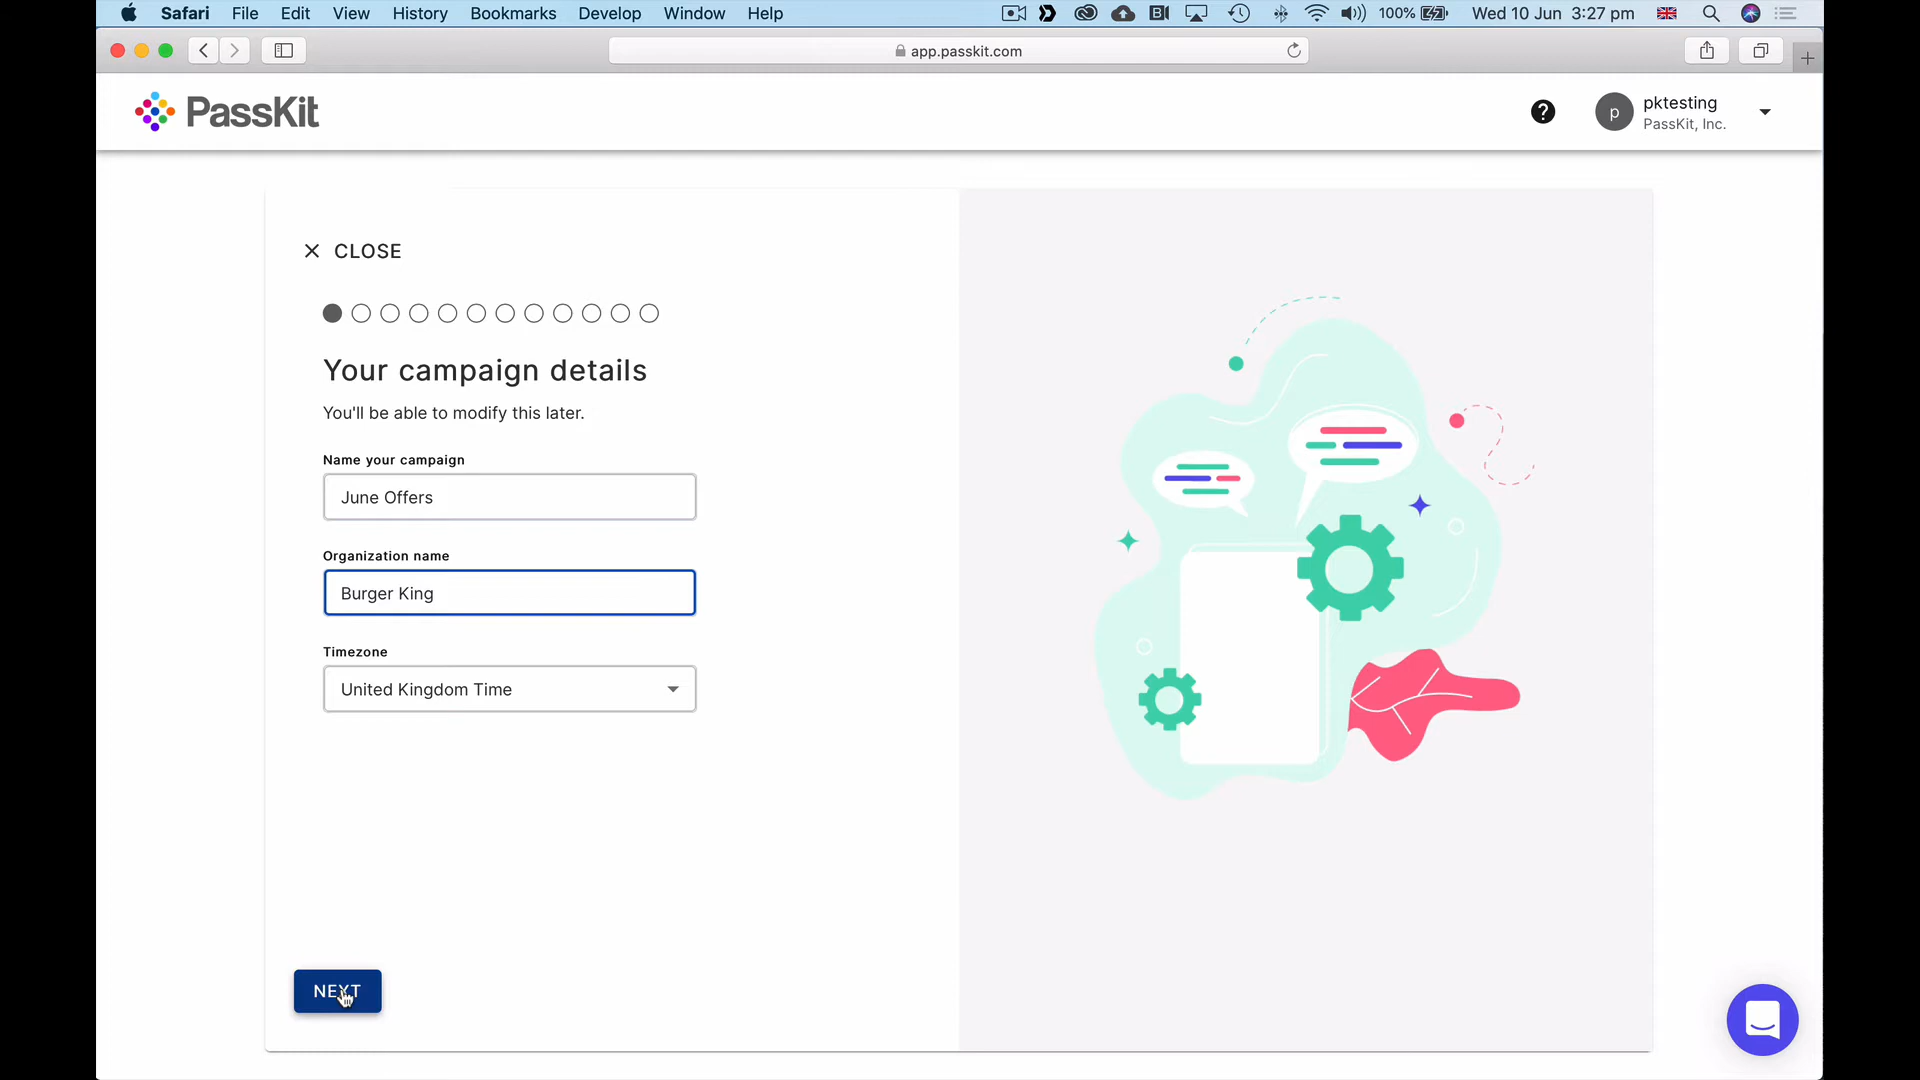 Safari File Edit View History Bookmarks Develop Window Help 100% Wed 10 Jun 3:27 pm
app.passkit.com
PassKit
?
p
pktesting
PassKit, Inc.
CLOSE
Your campaign details
You'll be able to modify this later.
Name your campaign
June Offers
Organization name
Burger King
Timezone
United Kingdom Time
NEXT